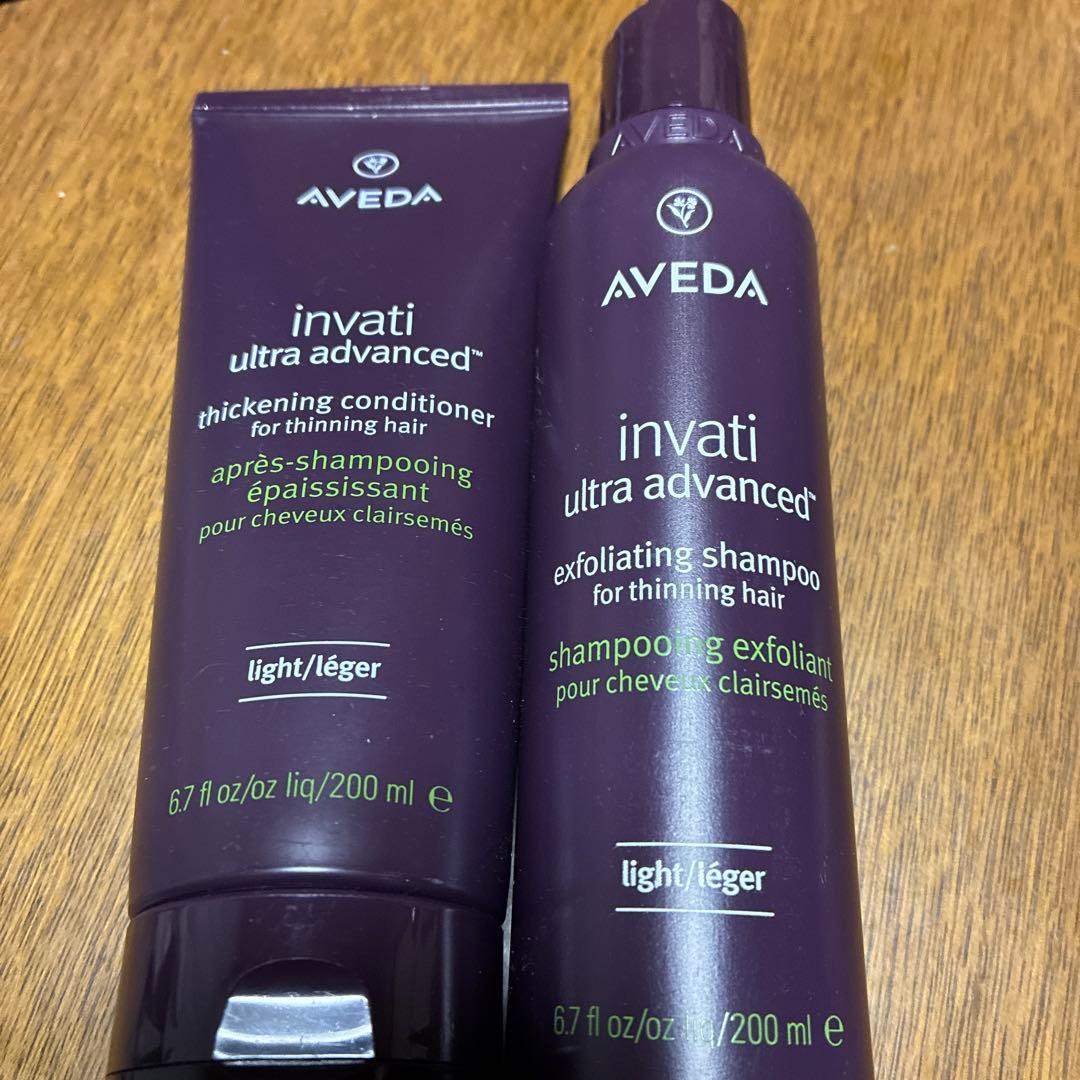 AVEDA
invati
ultra advanced™
thickening conditioner
for thinning hair
après-shampooing
épaississant
pour cheveux clairsemés
light/léger
6.7 fl oz/oz liq/200 ml ℮
AVEDA
AVEDA
invati
ultra advanced™
exfoliating shampoo
for thinning hair
shampooing exfoliant
pour cheveux clairsemés
light/léger
6.7 fl oz/oz liq/200 ml ℮